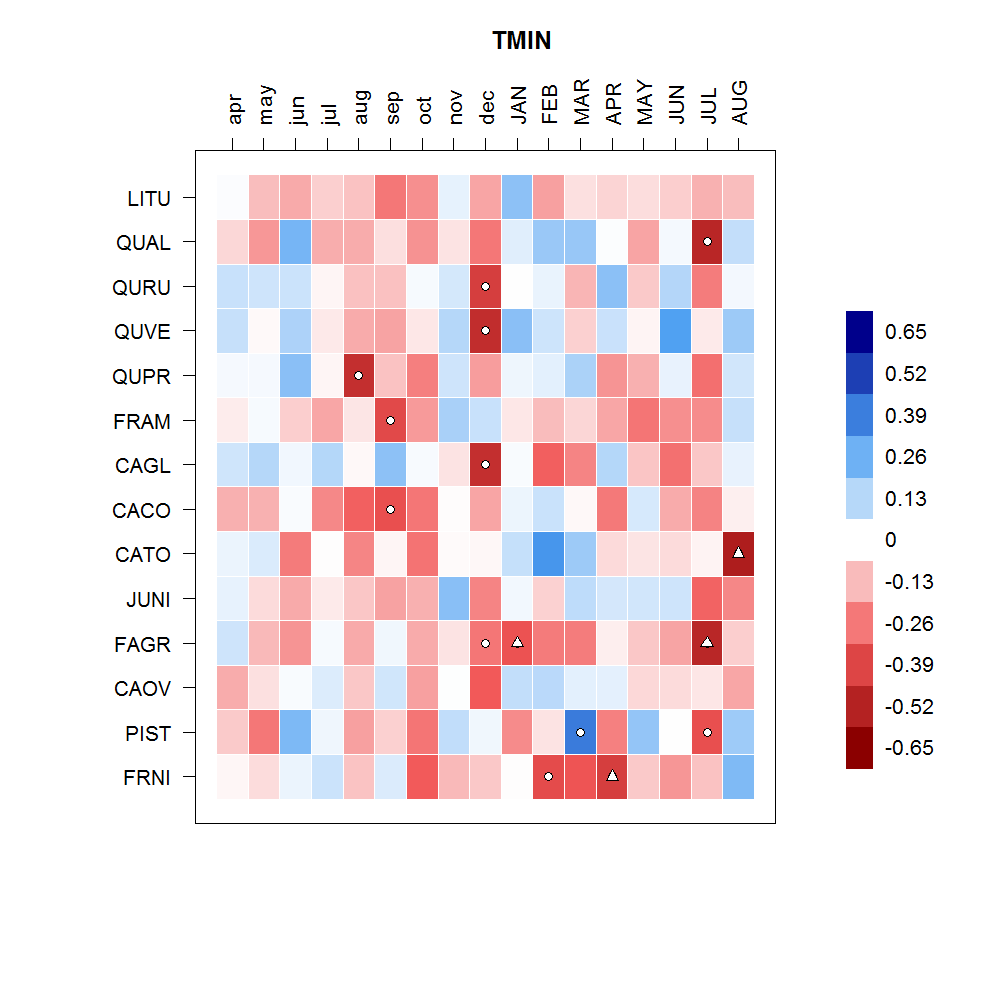 TMIN
apr may jun jul aug sep oct nov dec JAN FEB MAR APR MAY JUN JUL AUG
LITU
QUAL
QURU
QUVE
QUPR
FRAM
CAGL
CACO
CATO
JUNI
FAGR
CAOV
PIST
FRNI
0.65
0.52
0.39
0.26
0.13
0
-0.13
-0.26
-0.39
-0.52
-0.65